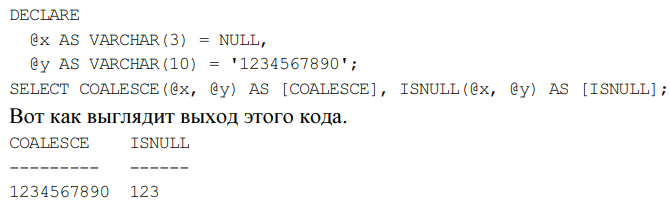 DECLARE
@x AS VARCHAR(3) = NULL,
@y AS VARCHAR(10) = '1234567890';
SELECT COALESCE(@x, @y) AS [COALESCE], ISNULL(@x, @y) AS [ISNULL];
Вот как выглядит выход этого кода.
COALESCE ISNULL
--------- ------
1234567890 123